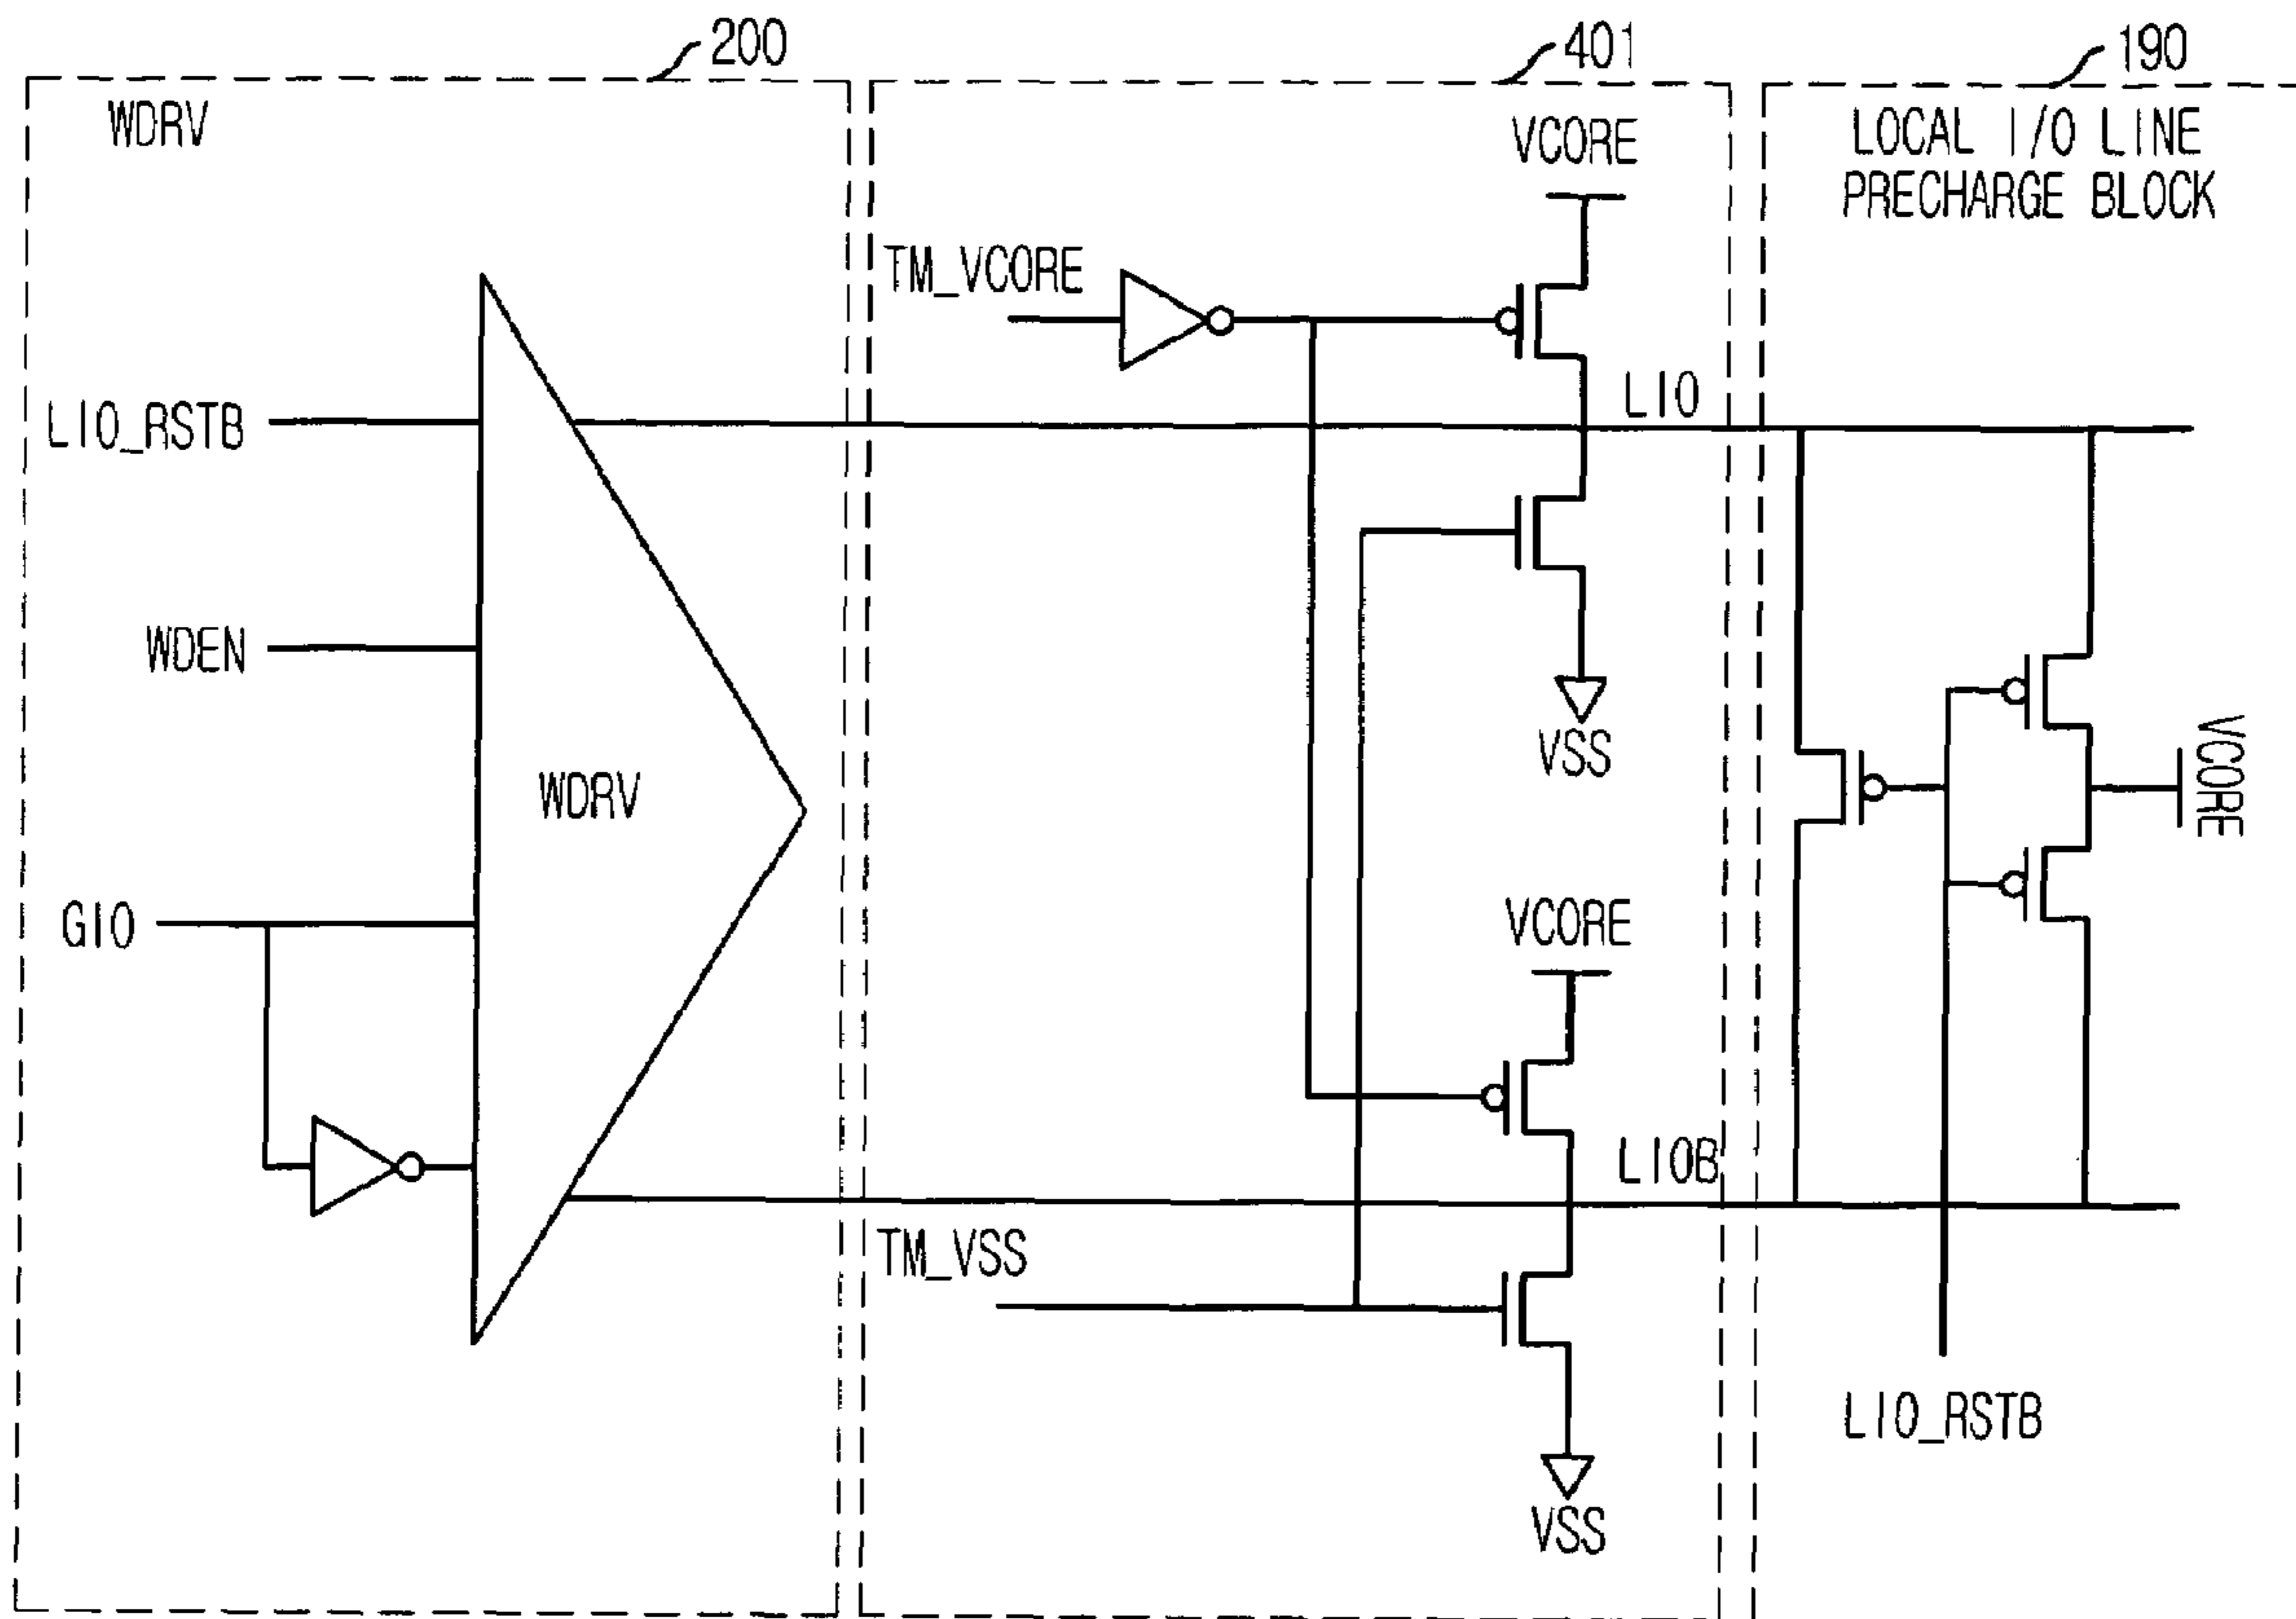 200
401
190
WDRV
LOCAL I/O LINE
PRECHARGE BLOCK
VCORE
TM_VCORE
LIO
LIO_RSTB
WDEN
VSS
VCORE
WDRV
GIO
VCORE
LIOB
TM_VSS
LIO_RSTB
VSS